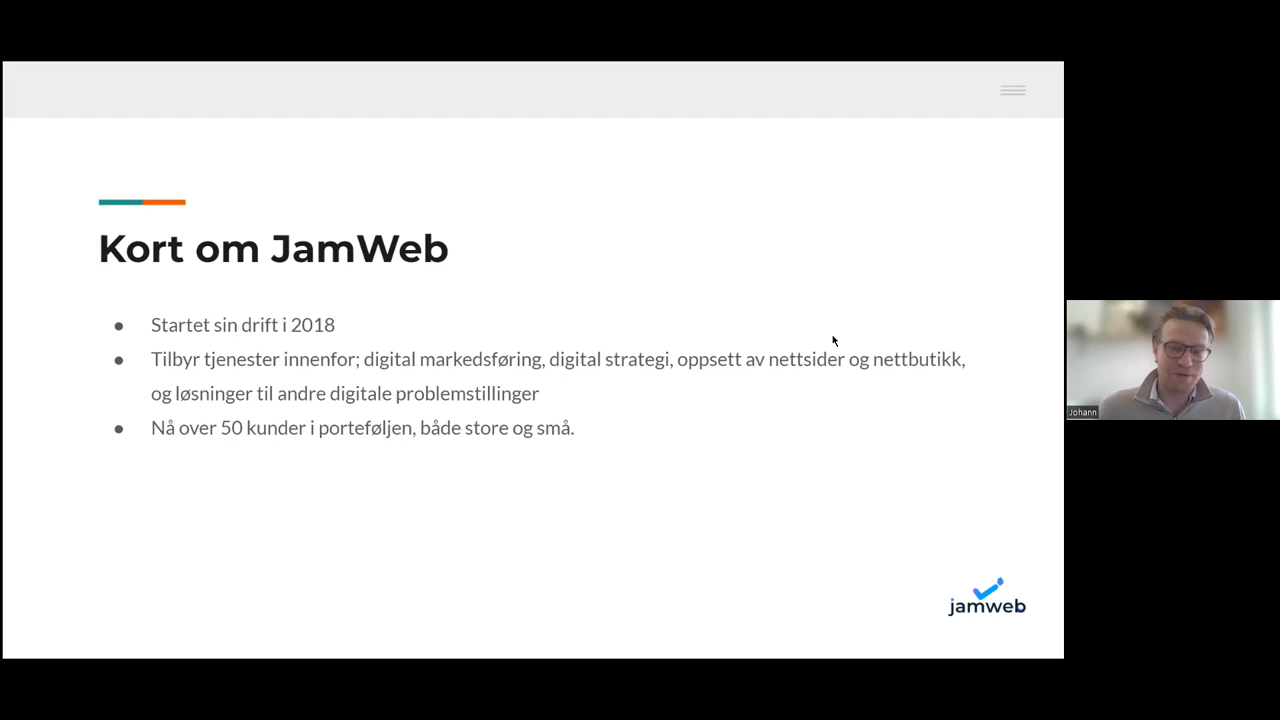 Kort om JamWeb
● Startet sin drift i 2018
● Tilbyr tjenester innenfor; digital markedsføring, digital strategi, oppsett av nettsider og nettbutikk,
og løsninger til andre digitale problemstillinger
● Nå over 50 kunder i porteføljen, både store og små.
Johann
jamweb